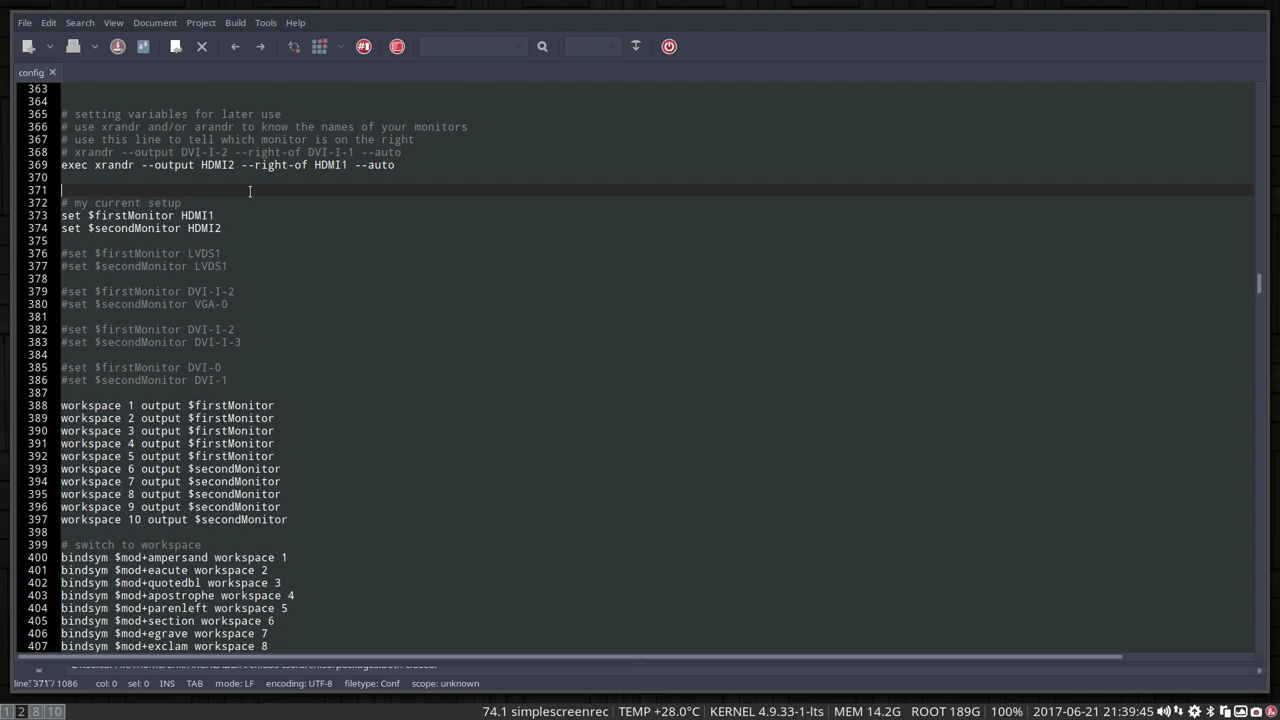 File Edit Search View Document Project Build Tools Help
config
363
364
365 # setting variables for later use
366 # use xrandr and/or arandr to know the names of your monitors
367 # use this line to tell which monitor is on the right
368 # xrandr --output DVI-I-2 --right-of DVI-I-1 --auto
369 exec xrandr --output HDMI2 --right-of HDMI1 --auto
370
371
372 # my current setup
373 set $firstMonitor HDMI1
374 set $secondMonitor HDMI2
375
376 #set $firstMonitor LVDS1
377 #set $secondMonitor LVDS1
378
379 #set $firstMonitor DVI-I-2
380 #set $secondMonitor VGA-0
381
382 #set $firstMonitor DVI-I-2
383 #set $secondMonitor DVI-I-3
384
385 #set $firstMonitor DVI-0
386 #set $secondMonitor DVI-1
387
388 workspace 1 output $firstMonitor
389 workspace 2 output $firstMonitor
390 workspace 3 output $firstMonitor
391 workspace 4 output $firstMonitor
392 workspace 5 output $firstMonitor
393 workspace 6 output $secondMonitor
394 workspace 7 output $secondMonitor
395 workspace 8 output $secondMonitor
396 workspace 9 output $secondMonitor
397 workspace 10 output $secondMonitor
398
399 # switch to workspace
400 bindsym $mod+ampersand workspace 1
401 bindsym $mod+eacute workspace 2
402 bindsym $mod+quotedbl workspace 3
403 bindsym $mod+apostrophe workspace 4
404 bindsym $mod+parenleft workspace 5
405 bindsym $mod+section workspace 6
406 bindsym $mod+egrave workspace 7
407 bindsym $mod+exclam workspace 8
line: 371 / 1086 col: 0 sel: 0 INS TAB mode: LF encoding: UTF-8 filetype: Conf scope: unknown
1 2 8 10 74.1 simplescreenrec TEMP +28.0°C KERNEL 4.9.33-1-lts MEM 14.2G ROOT 189G 100% 2017-06-21 21:39:45